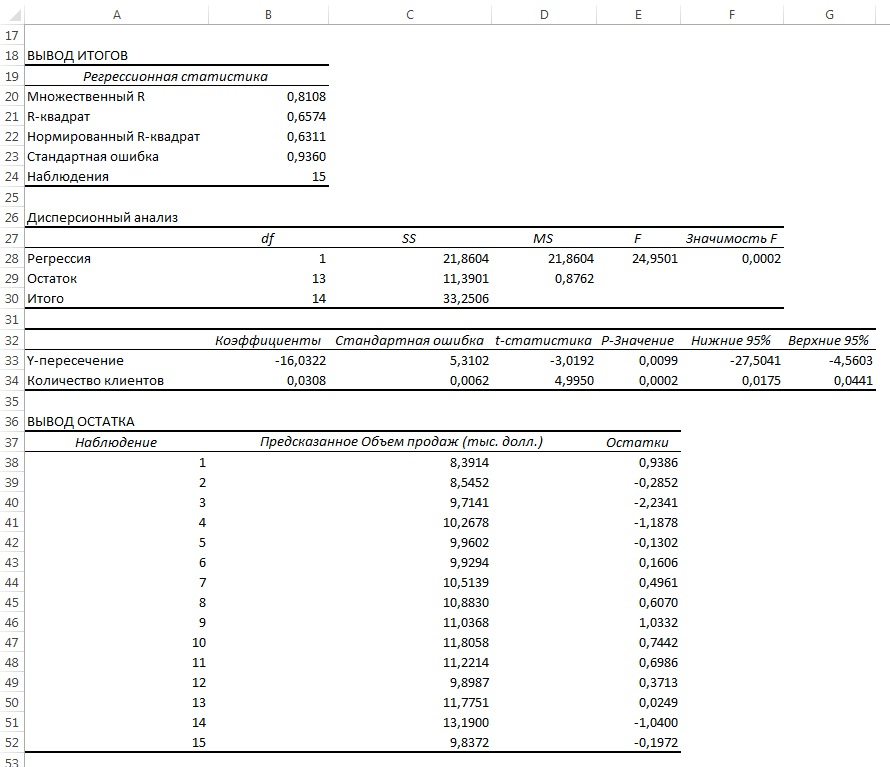 A B C D E F G
17
18 ВЫВОД ИТОГОВ
19 Регрессионная статистика
20 Множественный R 0,8108
21 R-квадрат 0,6574
22 Нормированный R-квадрат 0,6311
23 Стандартная ошибка 0,9360
24 Наблюдения 15
25
26 Дисперсионный анализ
27 df SS MS F Значимость F
28 Регрессия 1 21,8604 21,8604 24,9501 0,0002
29 Остаток 13 11,3901 0,8762
30 Итого 14 33,2506
31
32 Коэффициенты Стандартная ошибка t-статистика P-Значение Нижние 95% Верхние 95%
33 Y-пересечение -16,0322 5,3102 -3,0192 0,0099 -27,5041 -4,5603
34 Количество клиентов 0,0308 0,0062 4,9950 0,0002 0,0175 0,0441
35
36 ВЫВОД ОСТАТКА
37 Наблюдение Предсказанное Объем продаж (тыс. долл.) Остатки
38 1 8,3914 0,9386
39 2 8,5452 -0,2852
40 3 9,7141 -2,2341
41 4 10,2678 -1,1878
42 5 9,9602 -0,1302
43 6 9,9294 0,1606
44 7 10,5139 0,4961
45 8 10,8830 0,6070
46 9 11,0368 1,0332
47 10 11,8058 0,7442
48 11 11,2214 0,6986
49 12 9,8987 0,3713
50 13 11,7751 0,0249
51 14 13,1900 -1,0400
52 15 9,8372 -0,1972
53